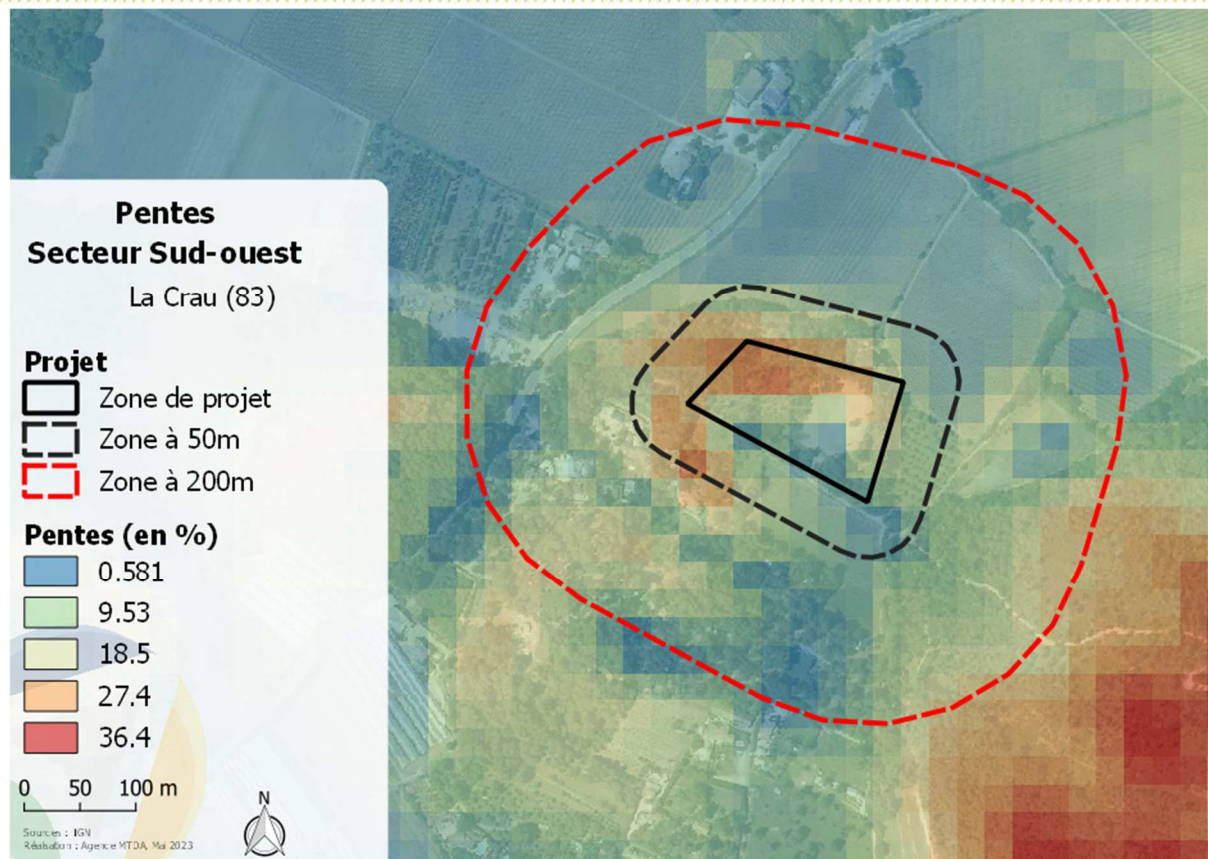 Pentes
Secteur Sud-ouest
La Crau (83)
Projet
Zone de projet
Zone à 50m
Zone à 200m
Pentes (en %)
0.581
9.53
18.5
27.4
36.4
0 50 100 m
N
Sources : IGN
Réalisation : Agence MTDA, Mai 2023